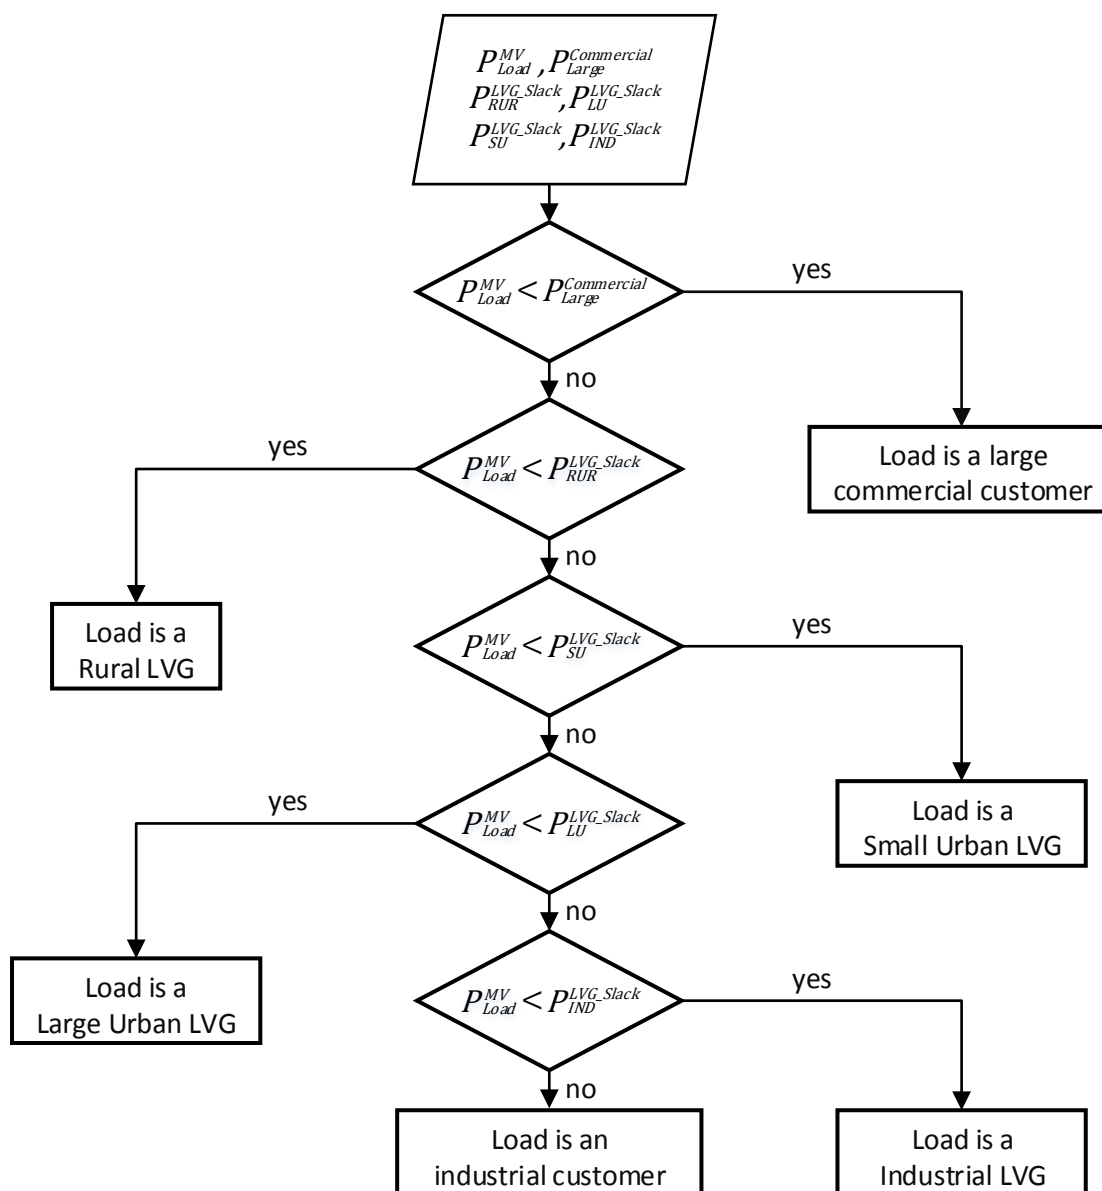 P_Load^MV , P_Large^Commercial
P_RUR^LVG_Slack , P_LU^LVG_Slack
P_SU^LVG_Slack , P_IND^LVG_Slack
P_Load^MV < P_Large^Commercial
yes
no
Load is a large
commercial customer
yes
P_Load^MV < P_RUR^LVG_Slack
no
Load is a
Rural LVG
P_Load^MV < P_SU^LVG_Slack
yes
no
Load is a
Small Urban LVG
yes
P_Load^MV < P_LU^LVG_Slack
no
Load is a
Large Urban LVG
P_Load^MV < P_IND^LVG_Slack
yes
no
Load is an
industrial customer
Load is a
Industrial LVG